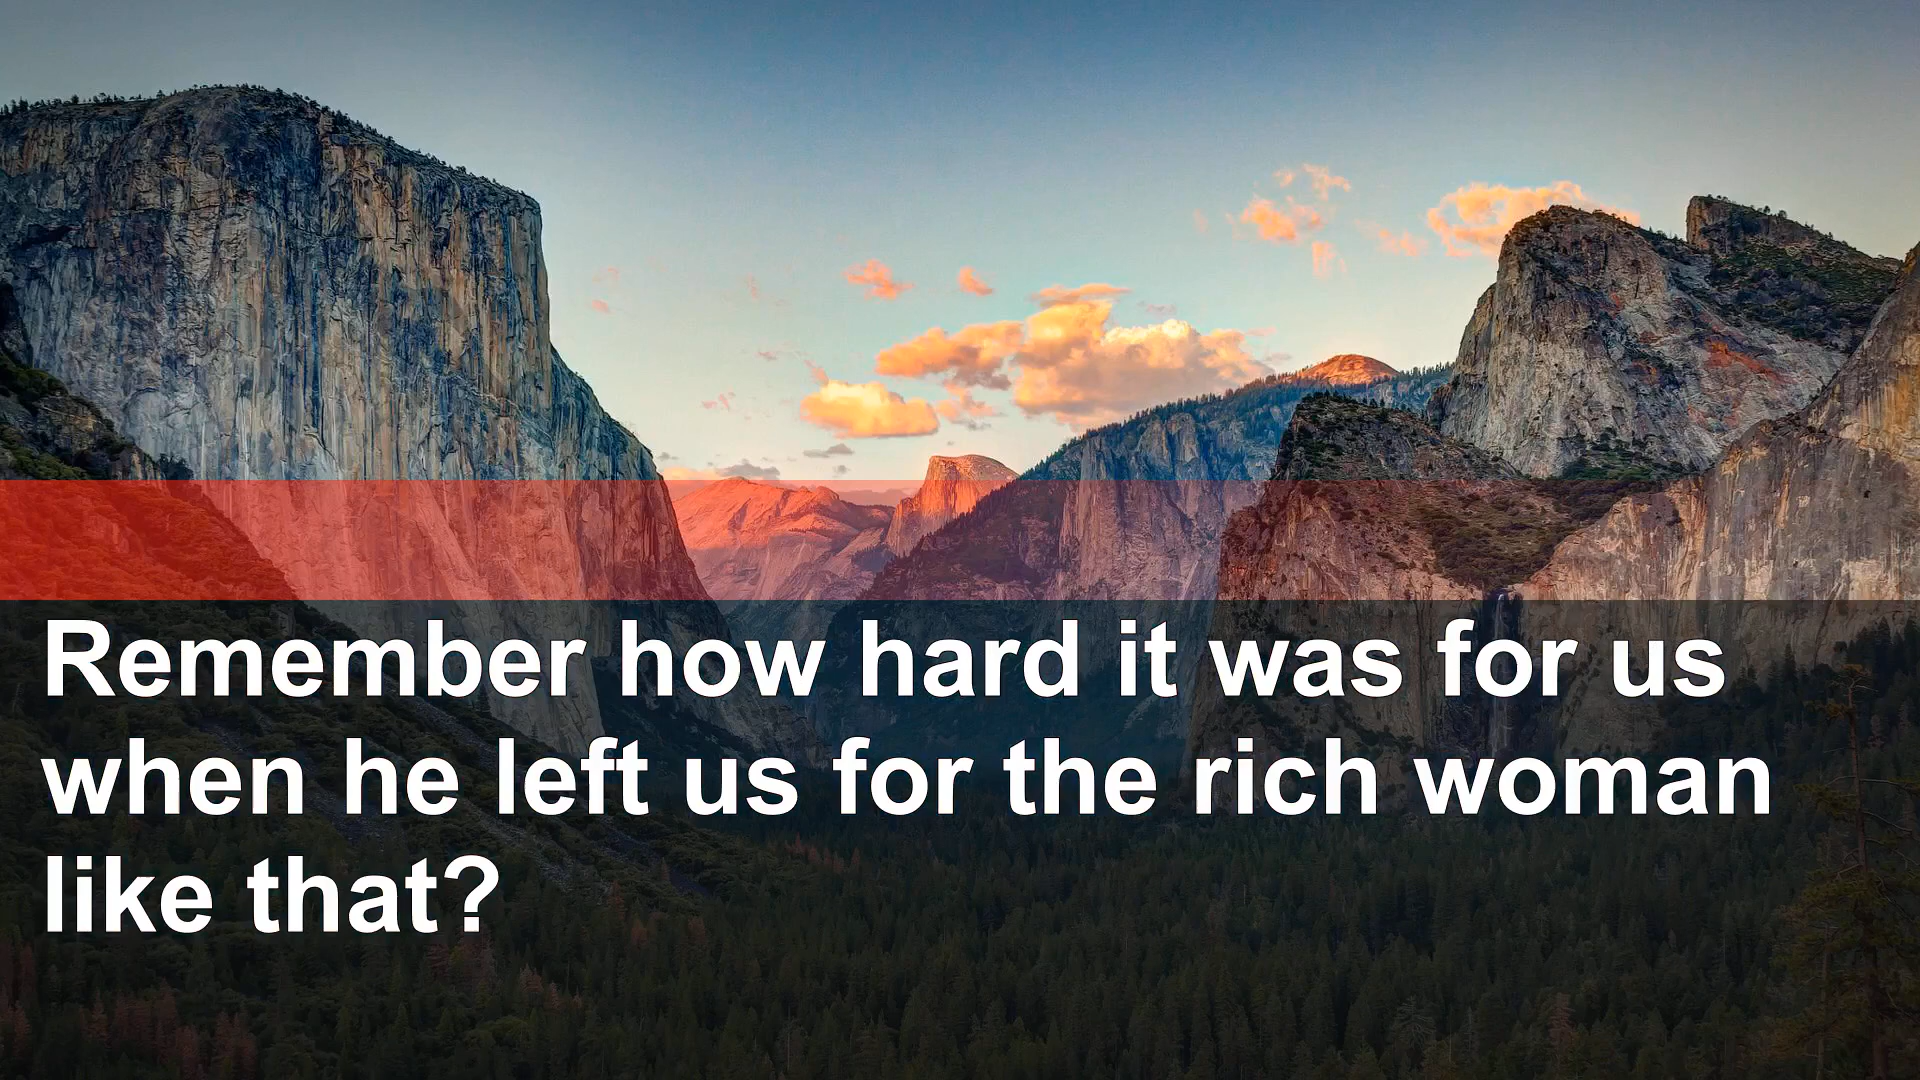 Remember how hard it was for us
when he left us for the rich woman
like that?